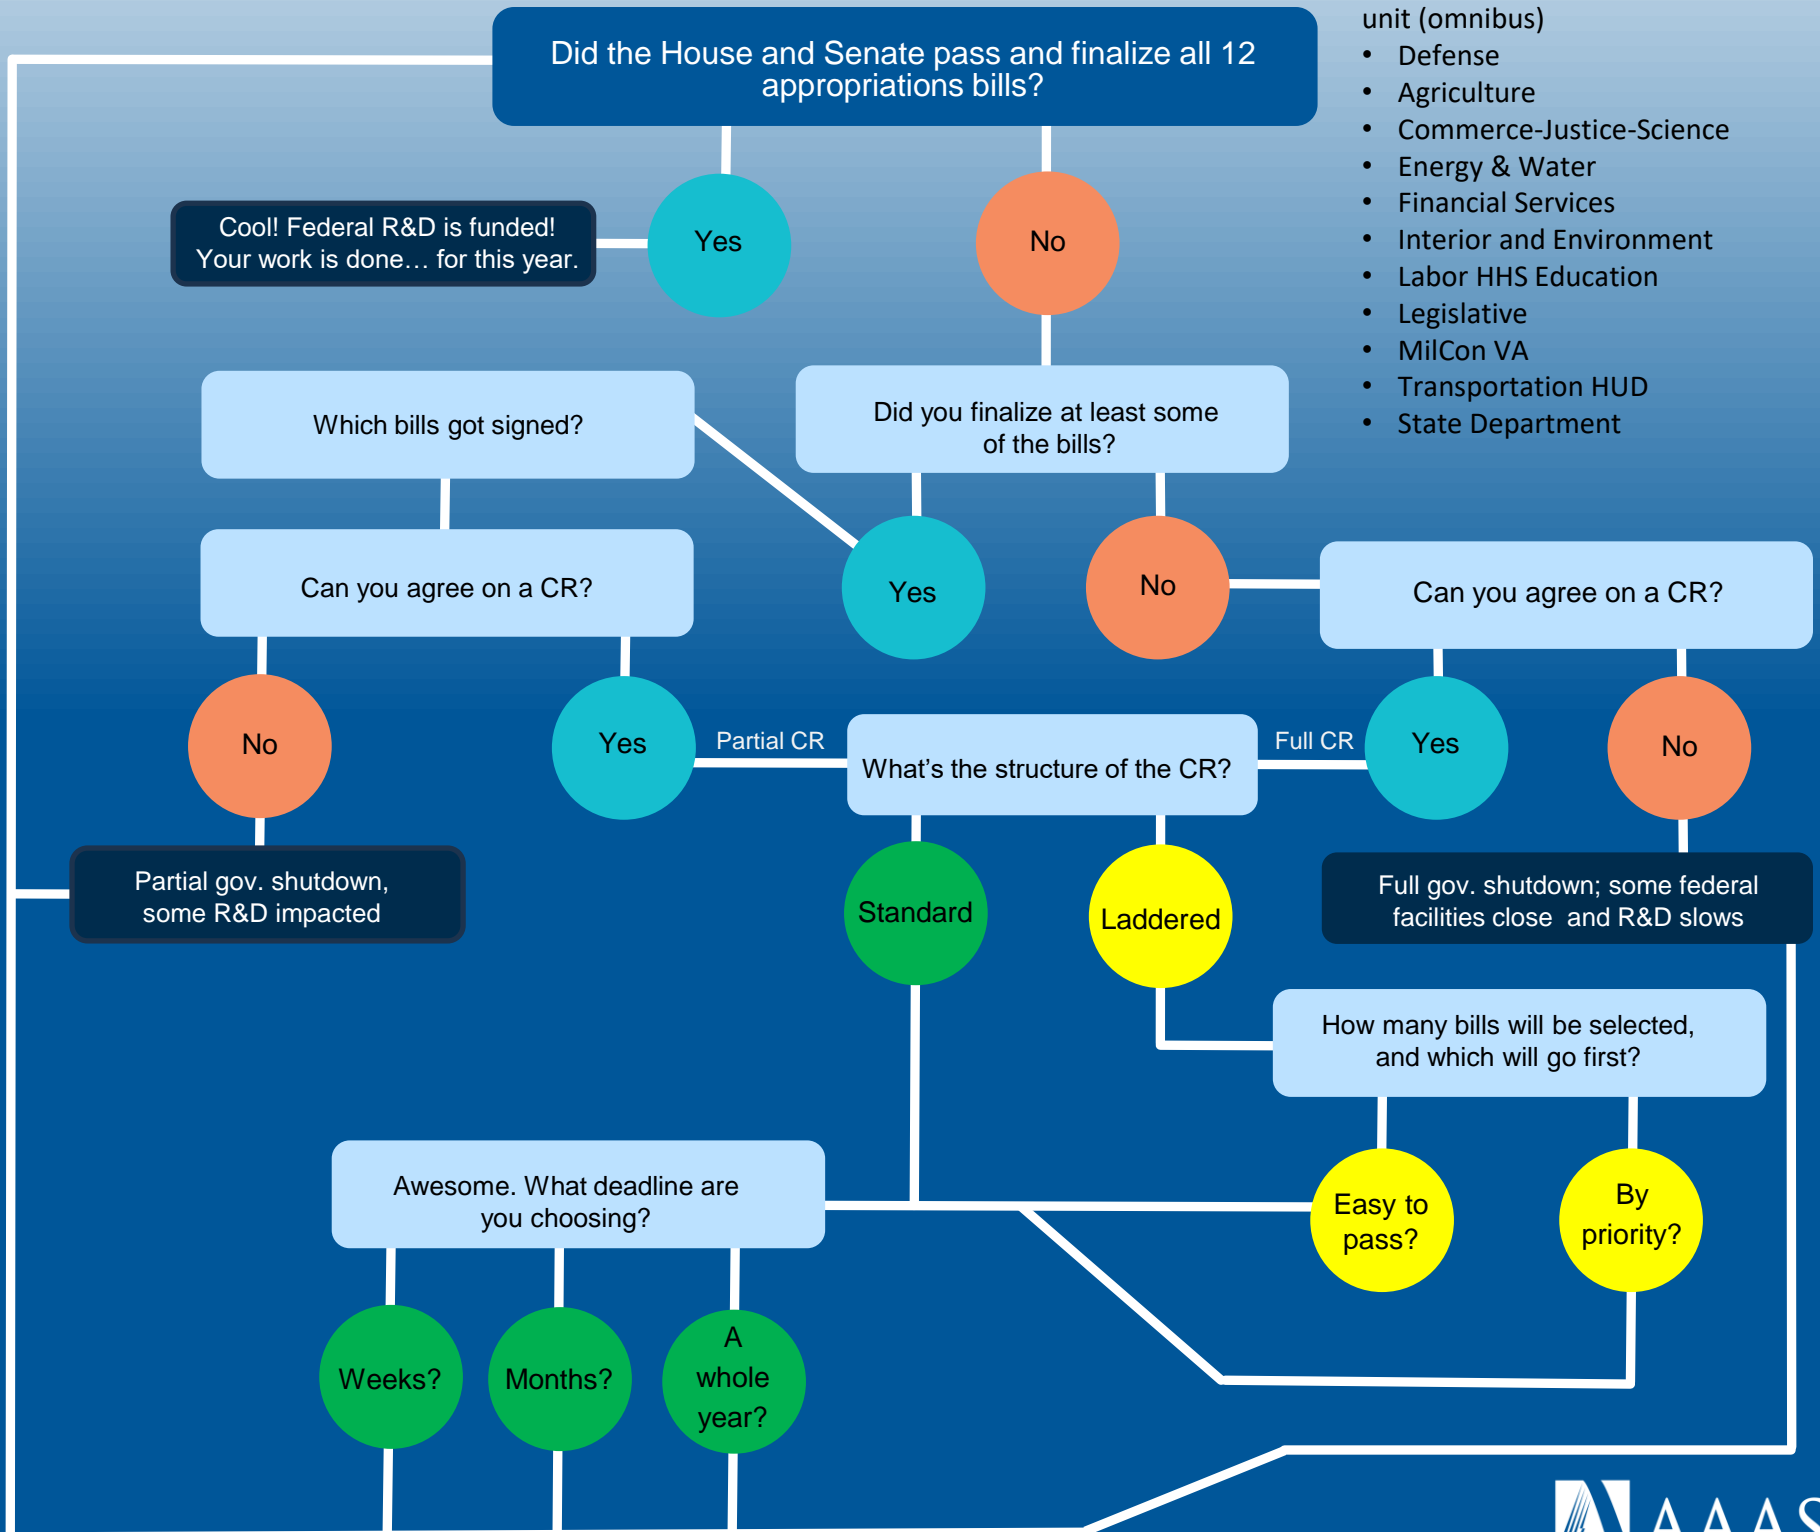 Did the House and Senate pass and finalize all 12
appropriations bills?
unit (omnibus)
• Defense
• Agriculture
• Commerce-Justice-Science
• Energy & Water
• Financial Services
• Interior and Environment
• Labor HHS Education
• Legislative
• MilCon VA
• Transportation HUD
• State Department
Cool! Federal R&D is funded!
Your work is done… for this year.
Yes
No
Which bills got signed?
Did you finalize at least some
of the bills?
Can you agree on a CR?
Yes
No
Can you agree on a CR?
No
Yes
Partial CR
What’s the structure of the CR?
Full CR
Yes
No
Partial gov. shutdown,
some R&D impacted
Standard
Laddered
Full gov. shutdown; some federal
facilities close and R&D slows
How many bills will be selected,
and which will go first?
Awesome. What deadline are
you choosing?
Easy to
pass?
By
priority?
Weeks?
Months?
A
whole
year?
AAAS